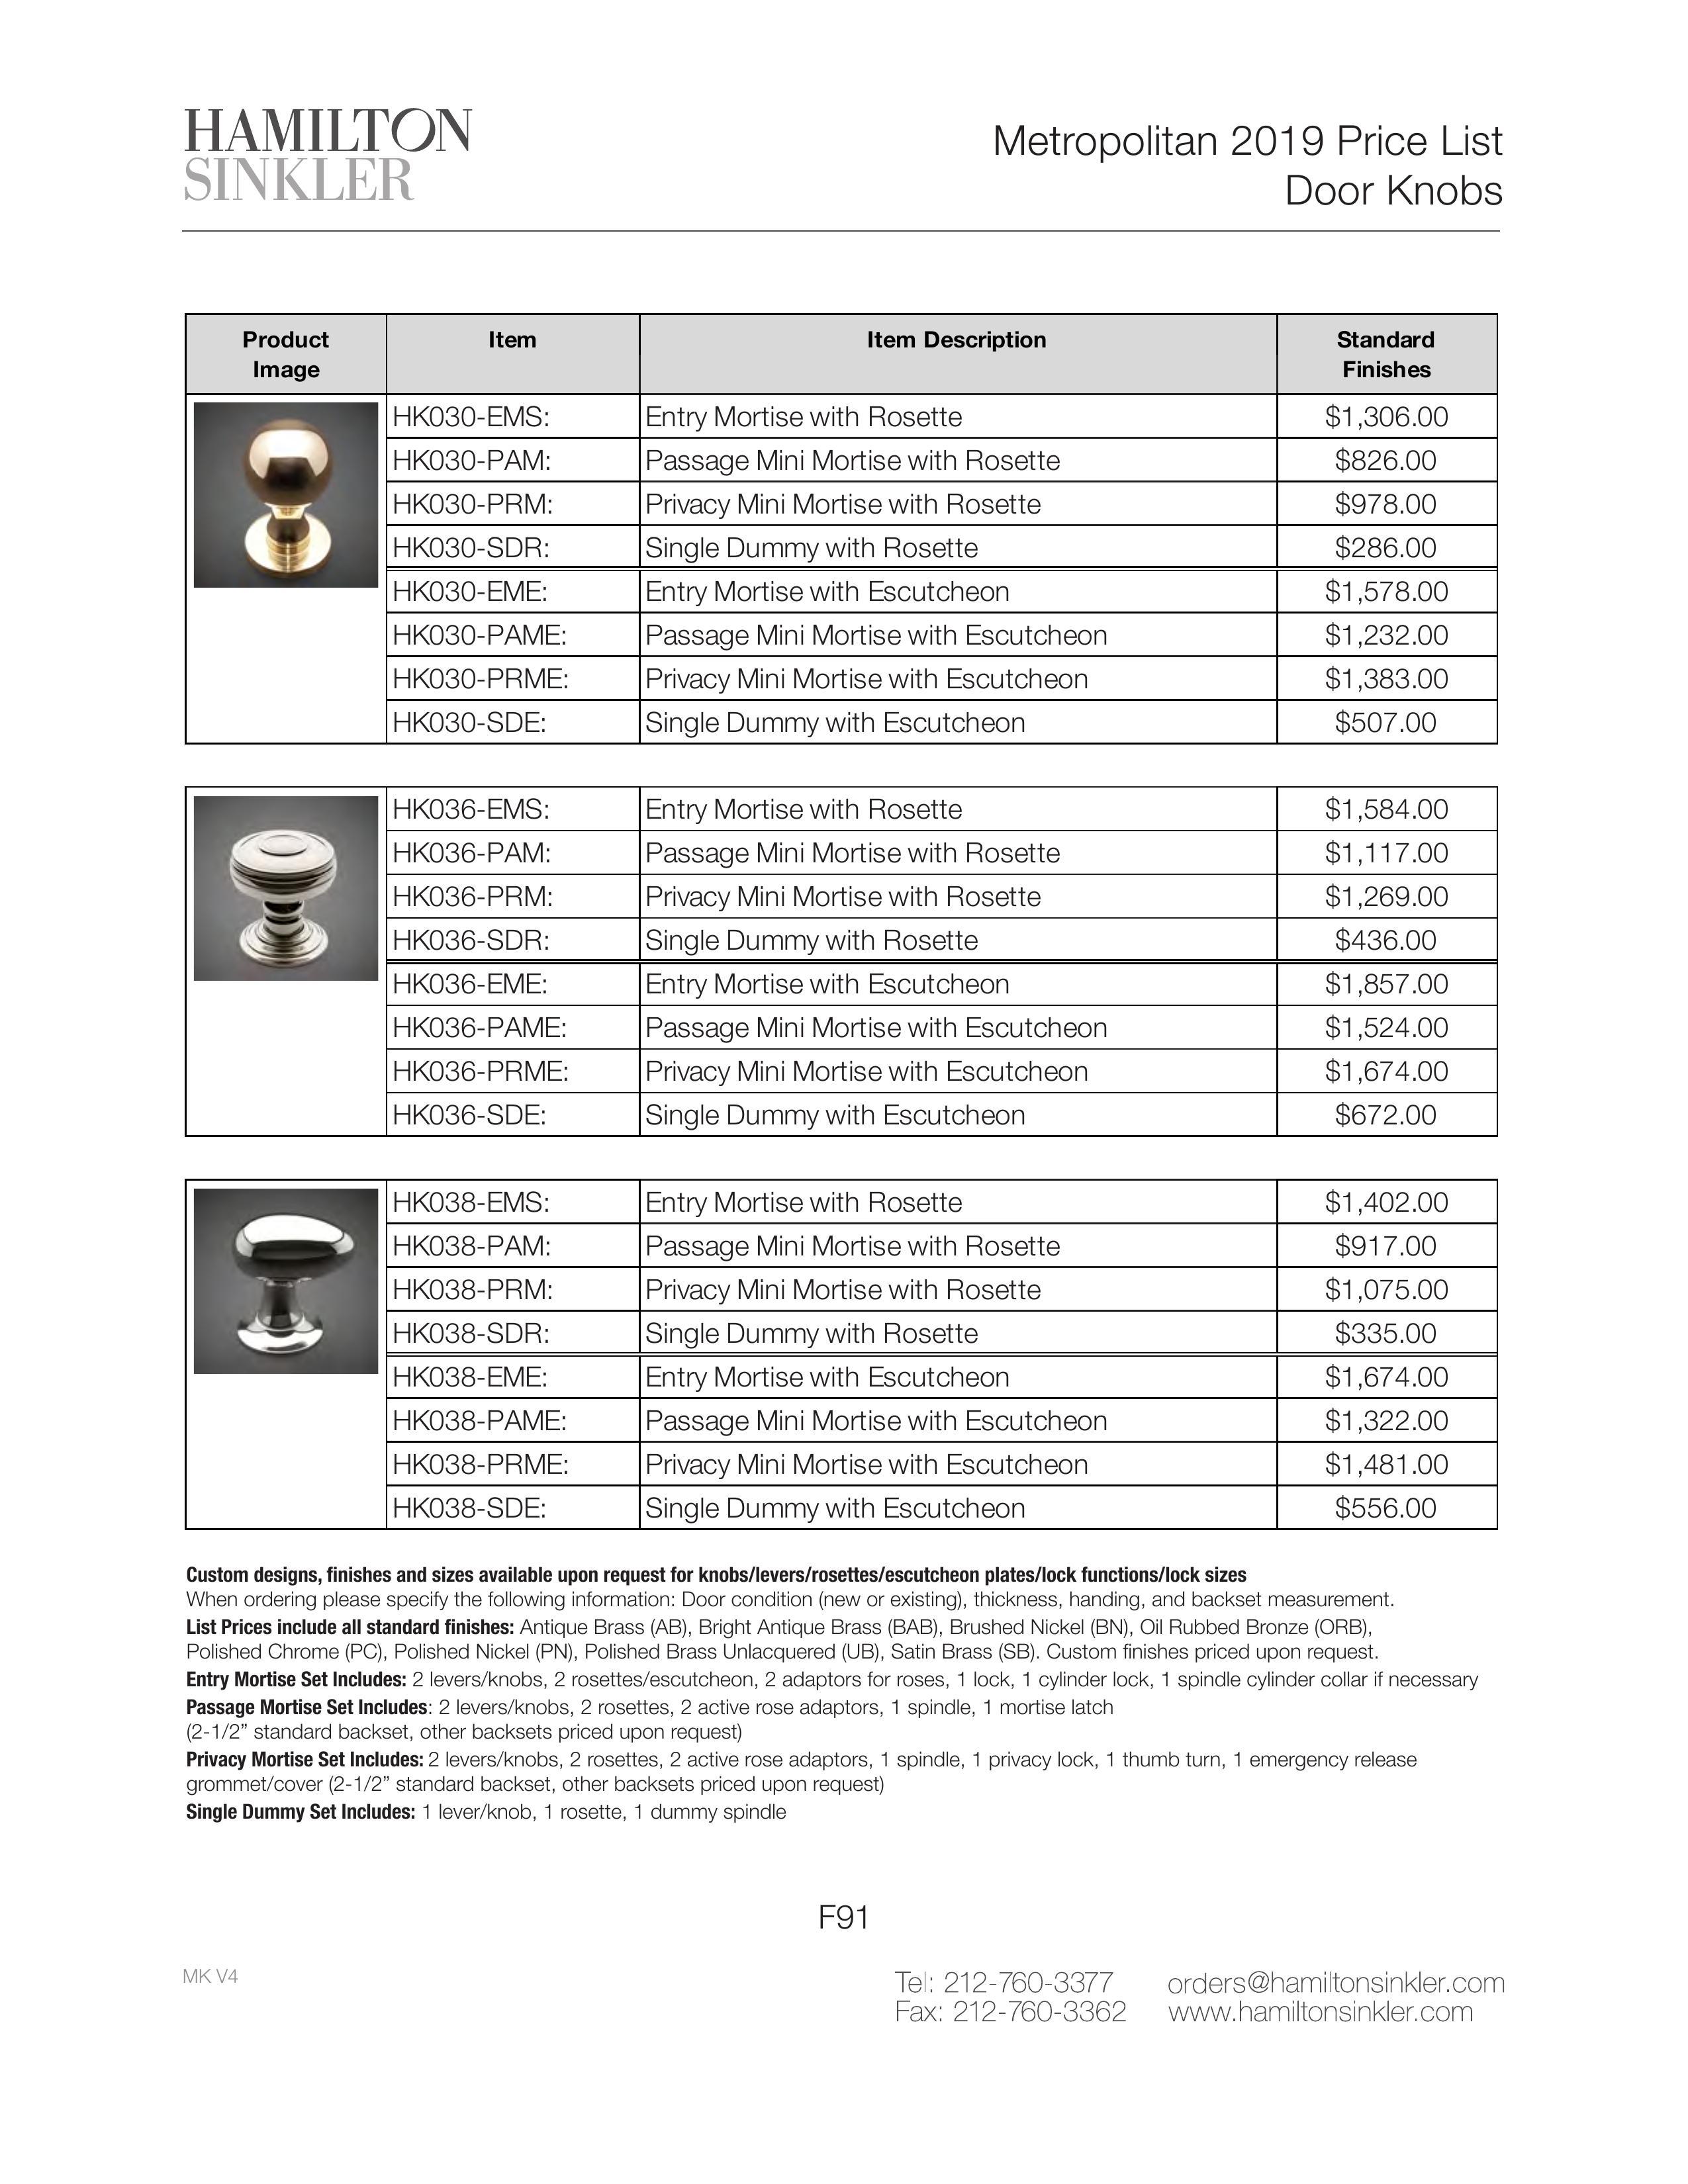 HAMILTON
SINKLER
Metropolitan 2019 Price List
Door Knobs
Product Image Item Item Description Standard Finishes
HK030-EMS: Entry Mortise with Rosette $1,306.00
HK030-PAM: Passage Mini Mortise with Rosette $826.00
HK030-PRM: Privacy Mini Mortise with Rosette $978.00
HK030-SDR: Single Dummy with Rosette $286.00
HK030-EME: Entry Mortise with Escutcheon $1,578.00
HK030-PAME: Passage Mini Mortise with Escutcheon $1,232.00
HK030-PRME: Privacy Mini Mortise with Escutcheon $1,383.00
HK030-SDE: Single Dummy with Escutcheon $507.00
HK036-EMS: Entry Mortise with Rosette $1,584.00
HK036-PAM: Passage Mini Mortise with Rosette $1,117.00
HK036-PRM: Privacy Mini Mortise with Rosette $1,269.00
HK036-SDR: Single Dummy with Rosette $436.00
HK036-EME: Entry Mortise with Escutcheon $1,857.00
HK036-PAME: Passage Mini Mortise with Escutcheon $1,524.00
HK036-PRME: Privacy Mini Mortise with Escutcheon $1,674.00
HK036-SDE: Single Dummy with Escutcheon $672.00
HK038-EMS: Entry Mortise with Rosette $1,402.00
HK038-PAM: Passage Mini Mortise with Rosette $917.00
HK038-PRM: Privacy Mini Mortise with Rosette $1,075.00
HK038-SDR: Single Dummy with Rosette $335.00
HK038-EME: Entry Mortise with Escutcheon $1,674.00
HK038-PAME: Passage Mini Mortise with Escutcheon $1,322.00
HK038-PRME: Privacy Mini Mortise with Escutcheon $1,481.00
HK038-SDE: Single Dummy with Escutcheon $556.00
Custom designs, finishes and sizes available upon request for knobs/levers/rosettes/escutcheon plates/lock functions/lock sizes
When ordering please specify the following information: Door condition (new or existing), thickness, handing, and backset measurement.
List Prices include all standard finishes: Antique Brass (AB), Bright Antique Brass (BAB), Brushed Nickel (BN), Oil Rubbed Bronze (ORB),
Polished Chrome (PC), Polished Nickel (PN), Polished Brass Unlacquered (UB), Satin Brass (SB). Custom finishes priced upon request.
Entry Mortise Set Includes: 2 levers/knobs, 2 rosettes/escutcheon, 2 adaptors for roses, 1 lock, 1 cylinder lock, 1 spindle cylinder collar if necessary
Passage Mortise Set Includes: 2 levers/knobs, 2 rosettes, 2 active rose adaptors, 1 spindle, 1 mortise latch
(2-1/2” standard backset, other backsets priced upon request)
Privacy Mortise Set Includes: 2 levers/knobs, 2 rosettes, 2 active rose adaptors, 1 spindle, 1 privacy lock, 1 thumb turn, 1 emergency release
grommet/cover (2-1/2” standard backset, other backsets priced upon request)
Single Dummy Set Includes: 1 lever/knob, 1 rosette, 1 dummy spindle
F91
MK V4
Tel: 212-760-3377 orders@hamiltonsinkler.com
Fax: 212-760-3362 www.hamiltonsinkler.com